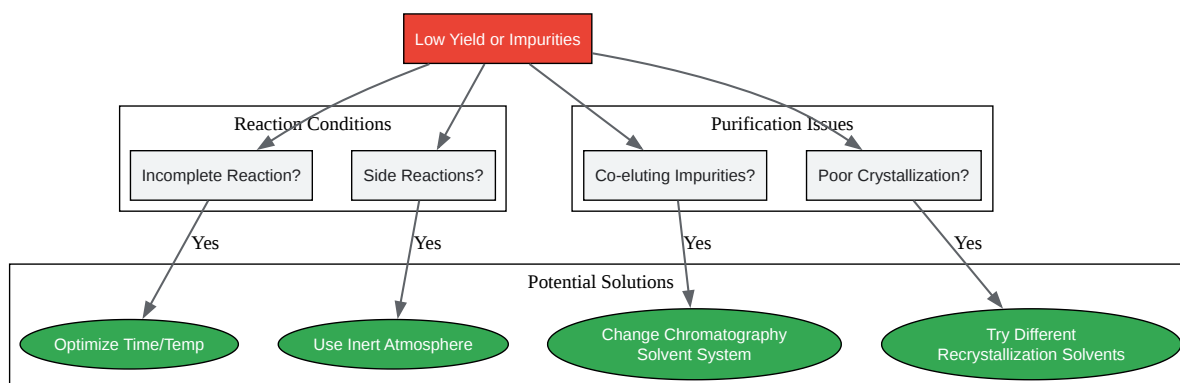 Low Yield or Impurities
Reaction Conditions
Purification Issues
Incomplete Reaction?
Side Reactions?
Co-eluting Impurities?
Poor Crystallization?
Yes
Yes
Yes
Yes
Potential Solutions
Optimize Time/Temp
Use Inert Atmosphere
Change Chromatography
Solvent System
Try Different
Recrystallization Solvents